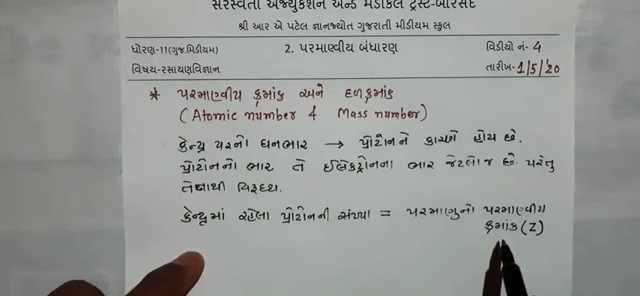 સરસ્વતી એજ્યુકેશન એન્ડ મેડીકલ ટ્રસ્ટ-બોરસદ
શ્રી આર એ પટેલ જ્ઞાનજ્યોત ગુજરાતી મીડીયમ સ્કુલ
ધોરણ-11(ગુજ.મિડીયમ) 2. પરમાણ્વીય બંધારણ વિડીયો નં- 4
વિષય-રસાયણવિજ્ઞાન તારીખ-1/5/20
* પરમાણ્વીય ક્રમાંક અને દળક્રમાંક
(Atomic number & Mass number)
કેન્દ્ર પરનો ધનભાર → પ્રોટીનને કારણે હોય છે.
પ્રોટીનનો ભાર તે ઈલેક્ટ્રોનના ભાર જેટલો જ છે. પરંતુ
તેનાથી વિરૂધ્ધ.
કેન્દ્રમાં રહેલા પ્રોટીનની સંખ્યા = પરમાણુનો પરમાણ્વીય
ક્રમાંક (Z)